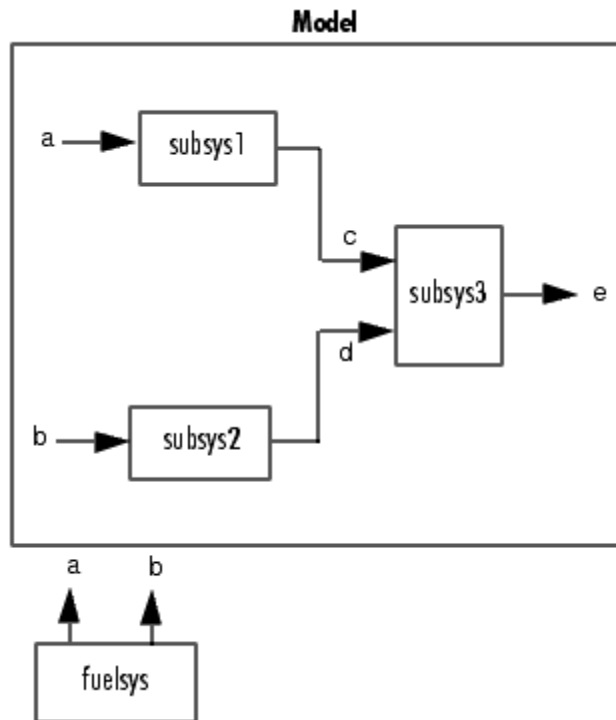 Model
a
subsys1
c
subsys3
e
d
b
subsys2
a b
fuelsys